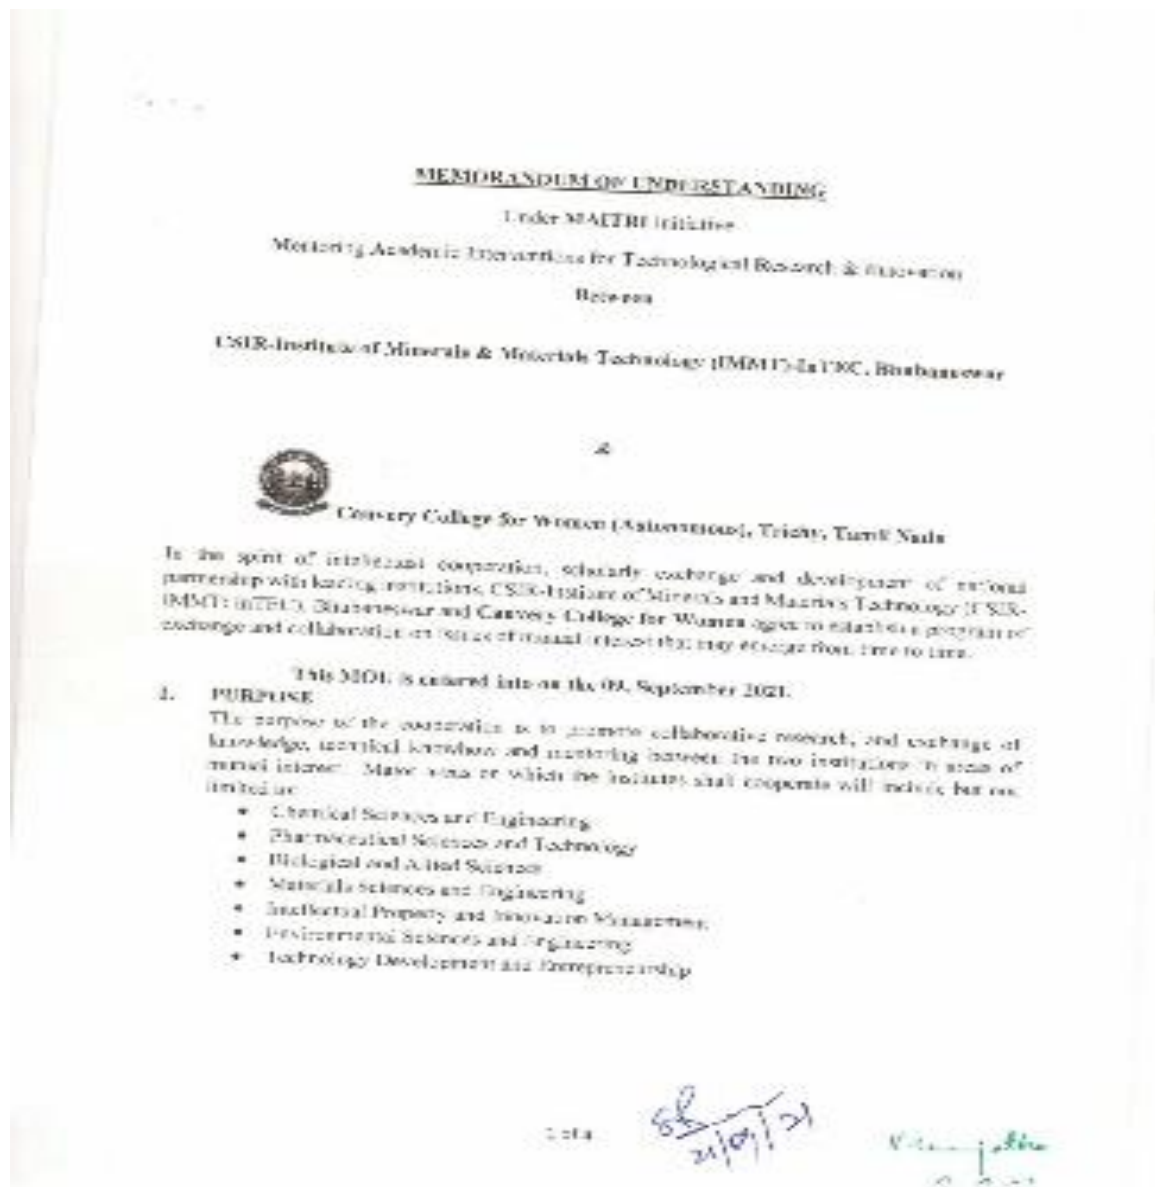 MEMORANDUM OF UNDERSTANDING
Under MAITRI Initiative
Mentoring Academic Interventions for Technological Research & Innovation
Between
CSIR-Institute of Minerals & Materials Technology (IMMT)-InTEC, Bhubaneswar
&
Cauvery College for Women (Autonomous), Trichy, Tamil Nadu
In the spirit of intellectual cooperation, scholarly exchange and development of national
partnership with leading institutions, CSIR-Institute of Minerals and Materials Technology (CSIR-
IMMT) InTEC, Bhubaneswar and Cauvery College for Women agree to establish a program of
exchange and collaboration on issues of mutual interest that may emerge from time to time.
This MOU is entered into on the 09, September 2021.
1. PURPOSE
The purpose of the cooperation is to promote collaborative research, and exchange of
knowledge, technical knowhow and mentoring between the two institutions in areas of
mutual interest. Major areas on which the institutes shall cooperate will include but not
limited to:
• Chemical Sciences and Engineering
• Pharmaceutical Sciences and Technology
• Biological and Allied Sciences
• Materials Sciences and Engineering
• Intellectual Property and Innovation Management
• Environmental Sciences and Engineering
• Technology Development and Entrepreneurship
21/09/21